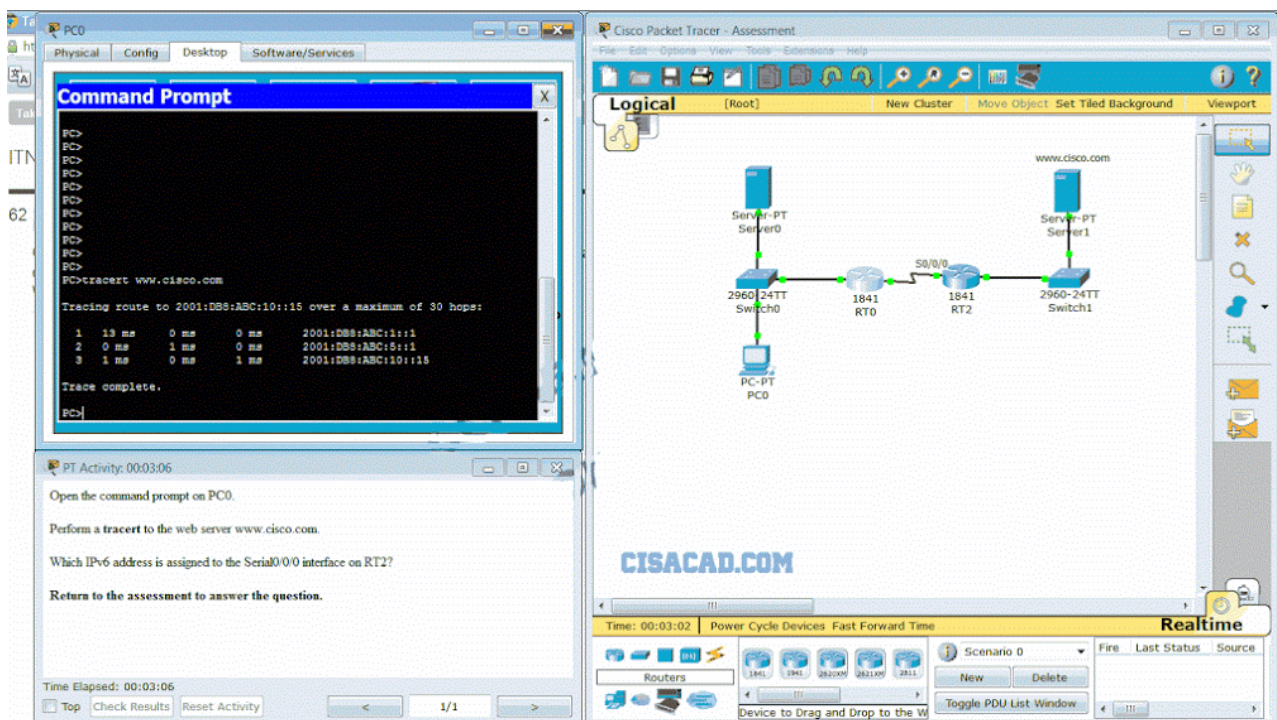 PC0
Physical Config Desktop Software/Services
Command Prompt
X
PC>
PC>
PC>
PC>
PC>
PC>
PC>
PC>
PC>
PC>
PC>
PC>tracert www.cisco.com
Tracing route to 2001:DB8:ABC:10::15 over a maximum of 30 hops:
1 13 ms 0 ms 0 ms 2001:DB8:ABC:1::1
2 0 ms 1 ms 0 ms 2001:DB8:ABC:5::1
3 1 ms 0 ms 1 ms 2001:DB8:ABC:10::15
Trace complete.
PC>
ITN
62
PT Activity: 00:03:06
Open the command prompt on PC0.
Perform a tracert to the web server www.cisco.com.
Which IPv6 address is assigned to the Serial0/0/0 interface on RT2?
Return to the assessment to answer the question.
Time Elapsed: 00:03:06
Top Check Results Reset Activity < 1/1 >
Cisco Packet Tracer - Assessment
File Edit Options View Tools Extensions Help
Logical [Root] New Cluster Move Object Set Tiled Background Viewport
www.cisco.com
Server-PT
Server0
Server-PT
Server1
S0/0/0
2960-24TT
Switch0
1841
RT0
1841
RT2
2960-24TT
Switch1
PC-PT
PC0
CISACAD.COM
Time: 00:03:02 Power Cycle Devices Fast Forward Time Realtime
Routers
1841 1941 2620XM 2621XM 2811
Device to Drag and Drop to the W
Scenario 0
New Delete
Toggle PDU List Window
Fire Last Status Source